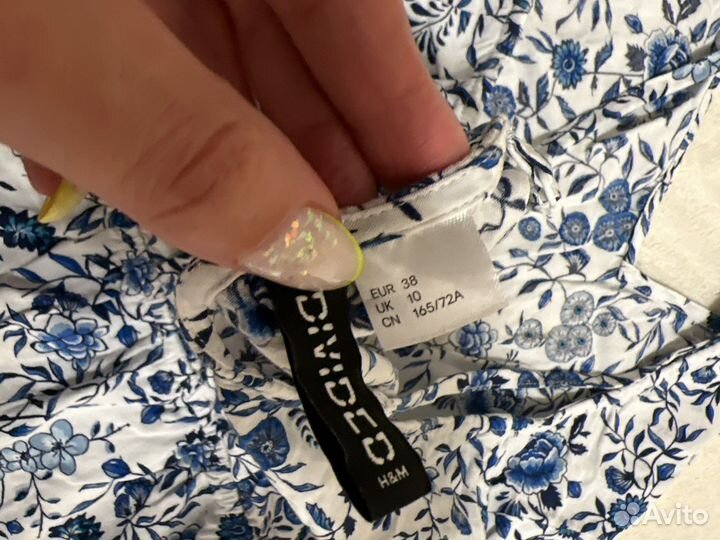 EUR 38
UK 10
CN 165/72A
DIVIDED
H&M
Avito